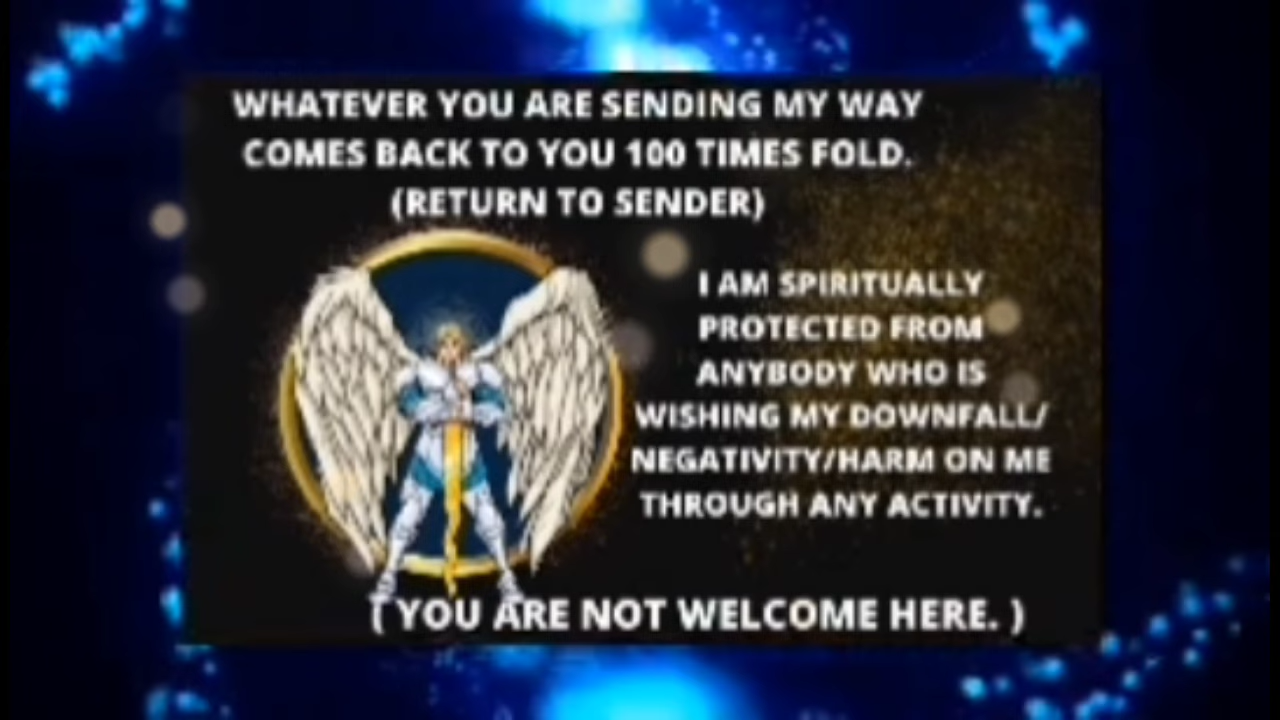 WHATEVER YOU ARE SENDING MY WAY
COMES BACK TO YOU 100 TIMES FOLD.
(RETURN TO SENDER)
I AM SPIRITUALLY
PROTECTED FROM
ANYBODY WHO IS
WISHING MY DOWNFALL/
NEGATIVITY/HARM ON ME
THROUGH ANY ACTIVITY.
( YOU ARE NOT WELCOME HERE. )